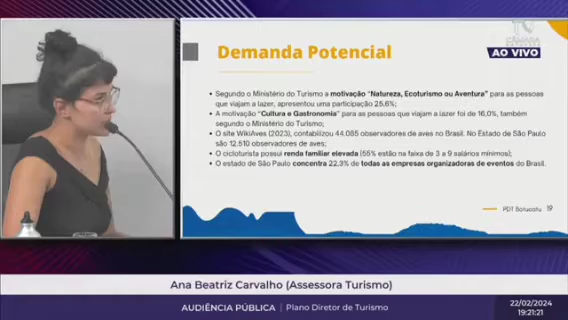 TV
CÂMARA
AO VIVO
Demanda Potencial
• Segundo o Ministério do Turismo a motivação "Natureza, Ecoturismo ou Aventura" para as pessoas
que viajam a lazer, apresentou uma participação 25,6%;
• A motivação "Cultura e Gastronomia" para as pessoas que viajam a lazer foi de 16,0%, também
segundo o Ministério do Turismo;
• O site WikiAves (2023), contabilizou 44.085 observadores de aves no Brasil. No Estado de São Paulo
são 12.510 observadores de aves;
• O cicloturista possui renda familiar elevada (55% estão na faixa de 3 a 9 salários mínimos);
• O estado de São Paulo concentra 22,3% de todas as empresas organizadoras de eventos do Brasil.
PDT Botucatu 19
Ana Beatriz Carvalho (Assessora Turismo)
AUDIÊNCIA PÚBLICA | Plano Diretor de Turismo
22/02/2024
19:21:21